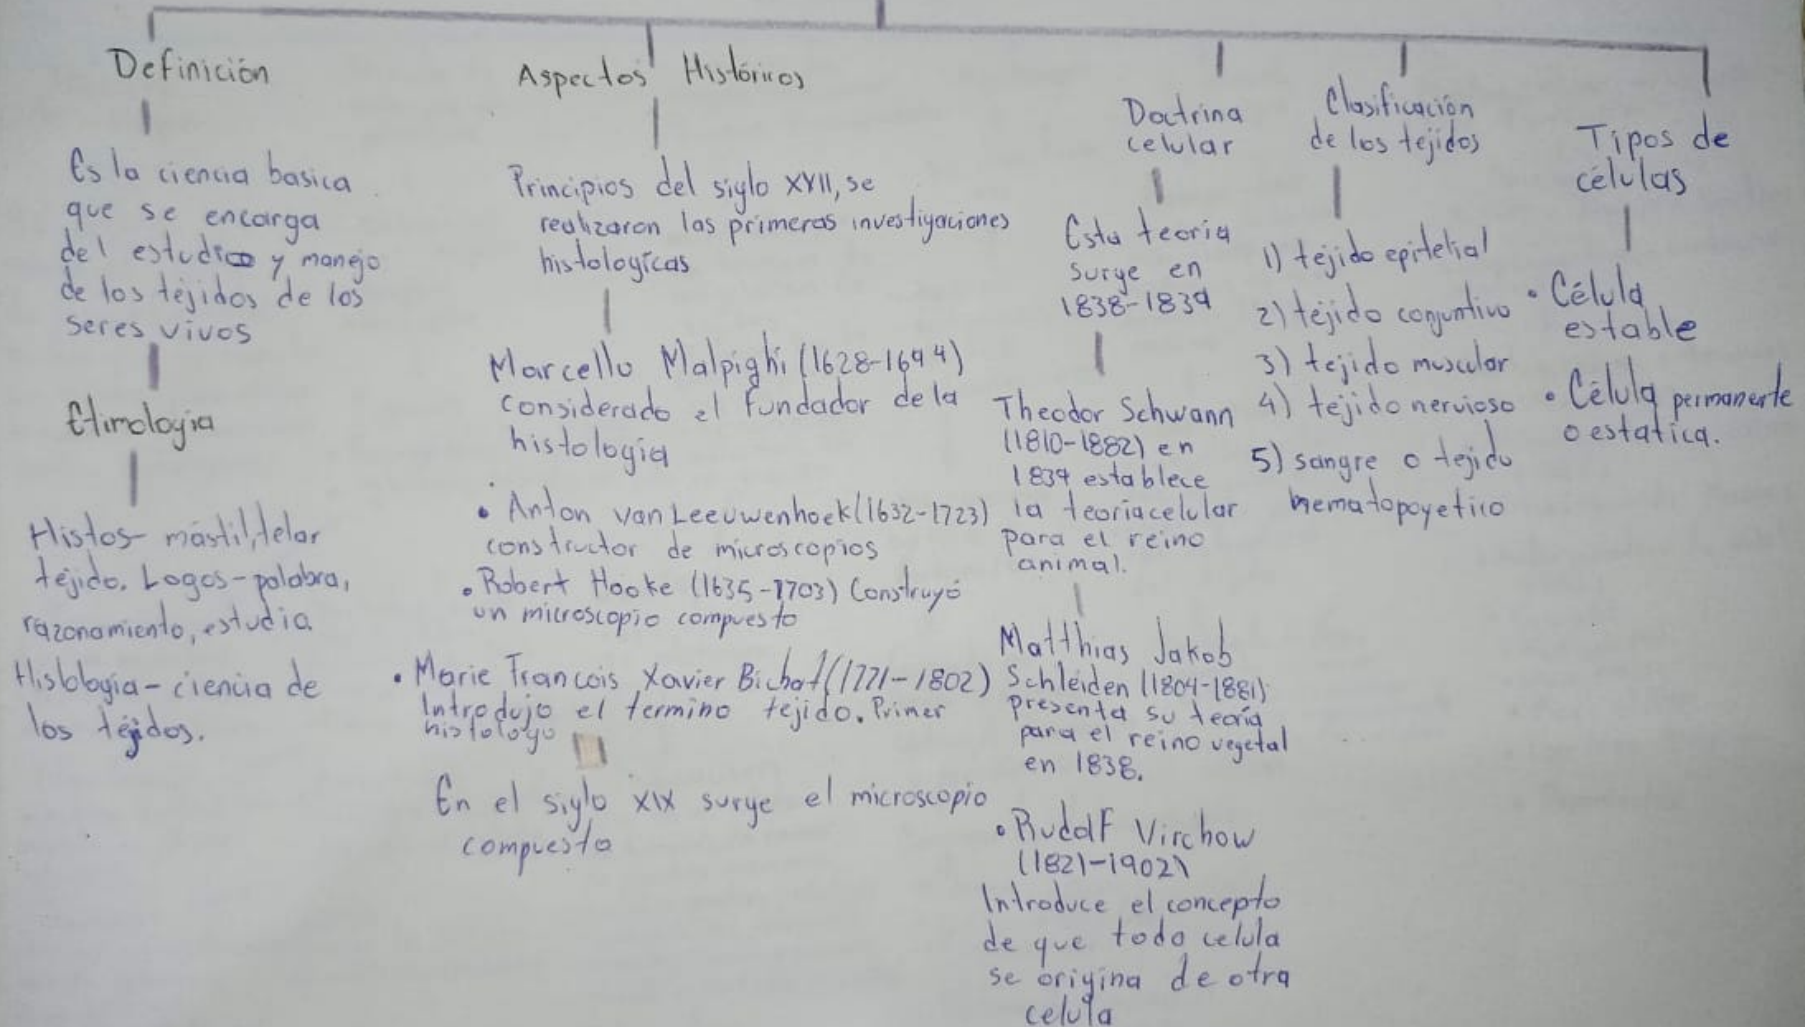 Definición
Es la ciencia basica
que se encarga
del estudio y manejo
de los tejidos de los
seres vivos
Etimología
Histos- mástil, telar
tejido. Logos-palabra,
razonamiento, estudio
Histología- ciencia de
los tejidos.
Aspectos Históricos
Principios del siglo XVII, se
realizaron las primeras investigaciones
histologícas
Marcello Malpighi (1628-1694)
considerado el fundador de la
histología
• Anton van Leeuwenhoek (1632-1723)
constructor de microscopios
• Robert Hooke (1635-1703) Construyó
un microscopio compuesto
• Marie Francois Xavier Bichat (1771-1802)
Introdujo el termino tejido. Primer
histologo
En el siglo XIX surge el microscopio
compuesto
Doctrina
celular
Esta teoría
surge en
1838-1839
Theodor Schwann
(1810-1882) en
1839 establece
la teoria celular
para el reino
animal.
Matthias Jakob
Schleiden (1804-1881)
presenta su teoría
para el reino vegetal
en 1838.
• Rudolf Virchow
(1821-1902)
Introduce el concepto
de que toda celula
se origina de otra
celula
Clasificación
de los tejidos
1) tejido epitelial
2) tejido conjuntivo
3) tejido muscular
4) tejido nervioso
5) sangre o tejido
hematopoyetico
Tipos de
células
• Célula
estable
• Célula permanente
o estatica.